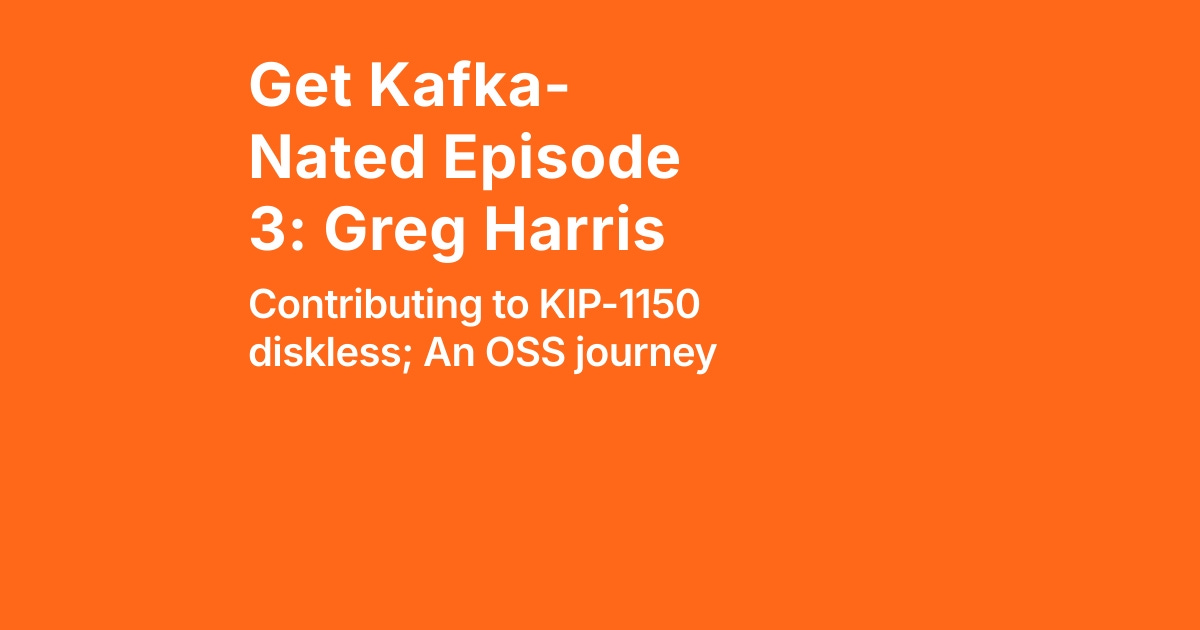 Get Kafka-
Nated Episode
3: Greg Harris
Contributing to KIP-1150
diskless; An OSS journey